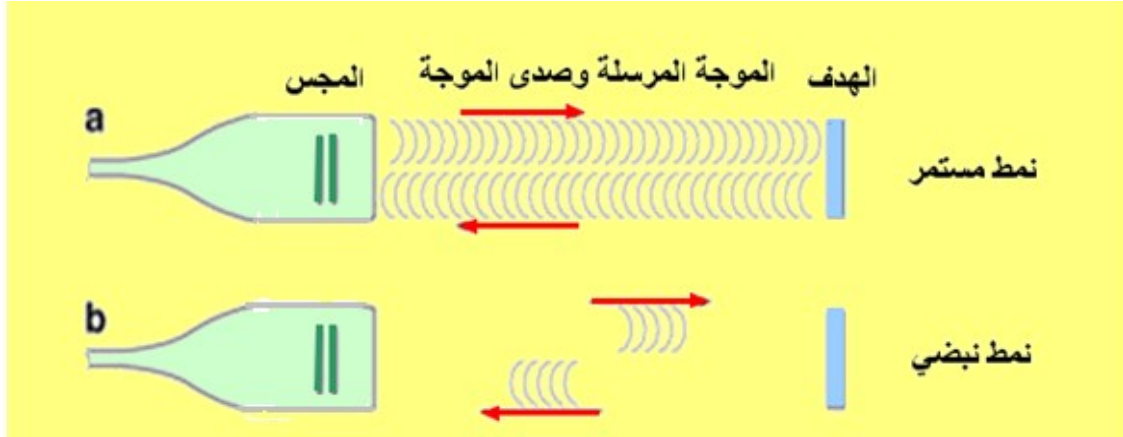 الهدف الموجة المرسلة وصدى الموجة المجس
a
نمط مستمر
b
نمط نبضي